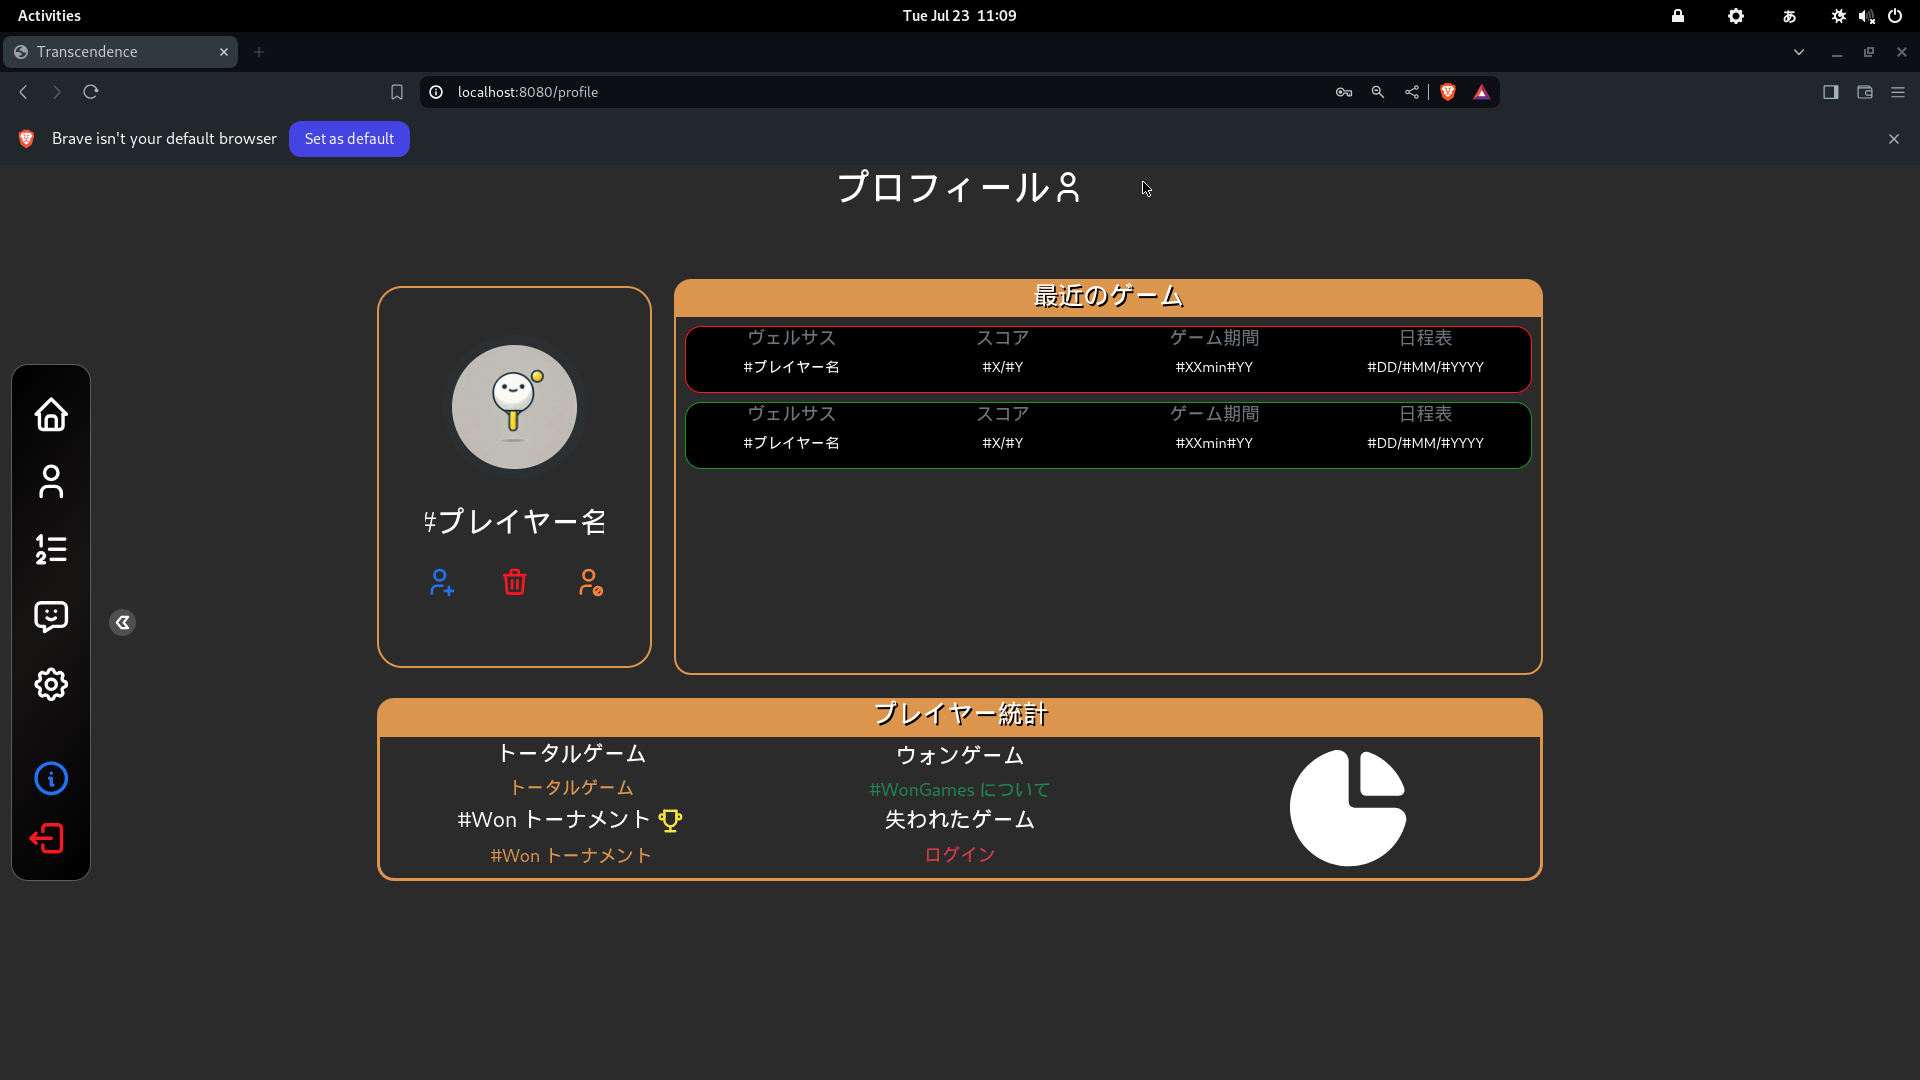 Activities
Tue Jul 23 11:09
あ
Transcendence
localhost:8080/profile
Brave isn't your default browser
Set as default
プロフィール
最近のゲーム
ヴェルサス スコア ゲーム期間 日程表
#プレイヤー名 #X/#Y #XXmin#YY #DD/#MM/#YYYY
ヴェルサス スコア ゲーム期間 日程表
#プレイヤー名 #X/#Y #XXmin#YY #DD/#MM/#YYYY
#プレイヤー名
プレイヤー統計
トータルゲーム ウォンゲーム
トータルゲーム #WonGames について
#Won トーナメント 失われたゲーム
#Won トーナメント ログイン